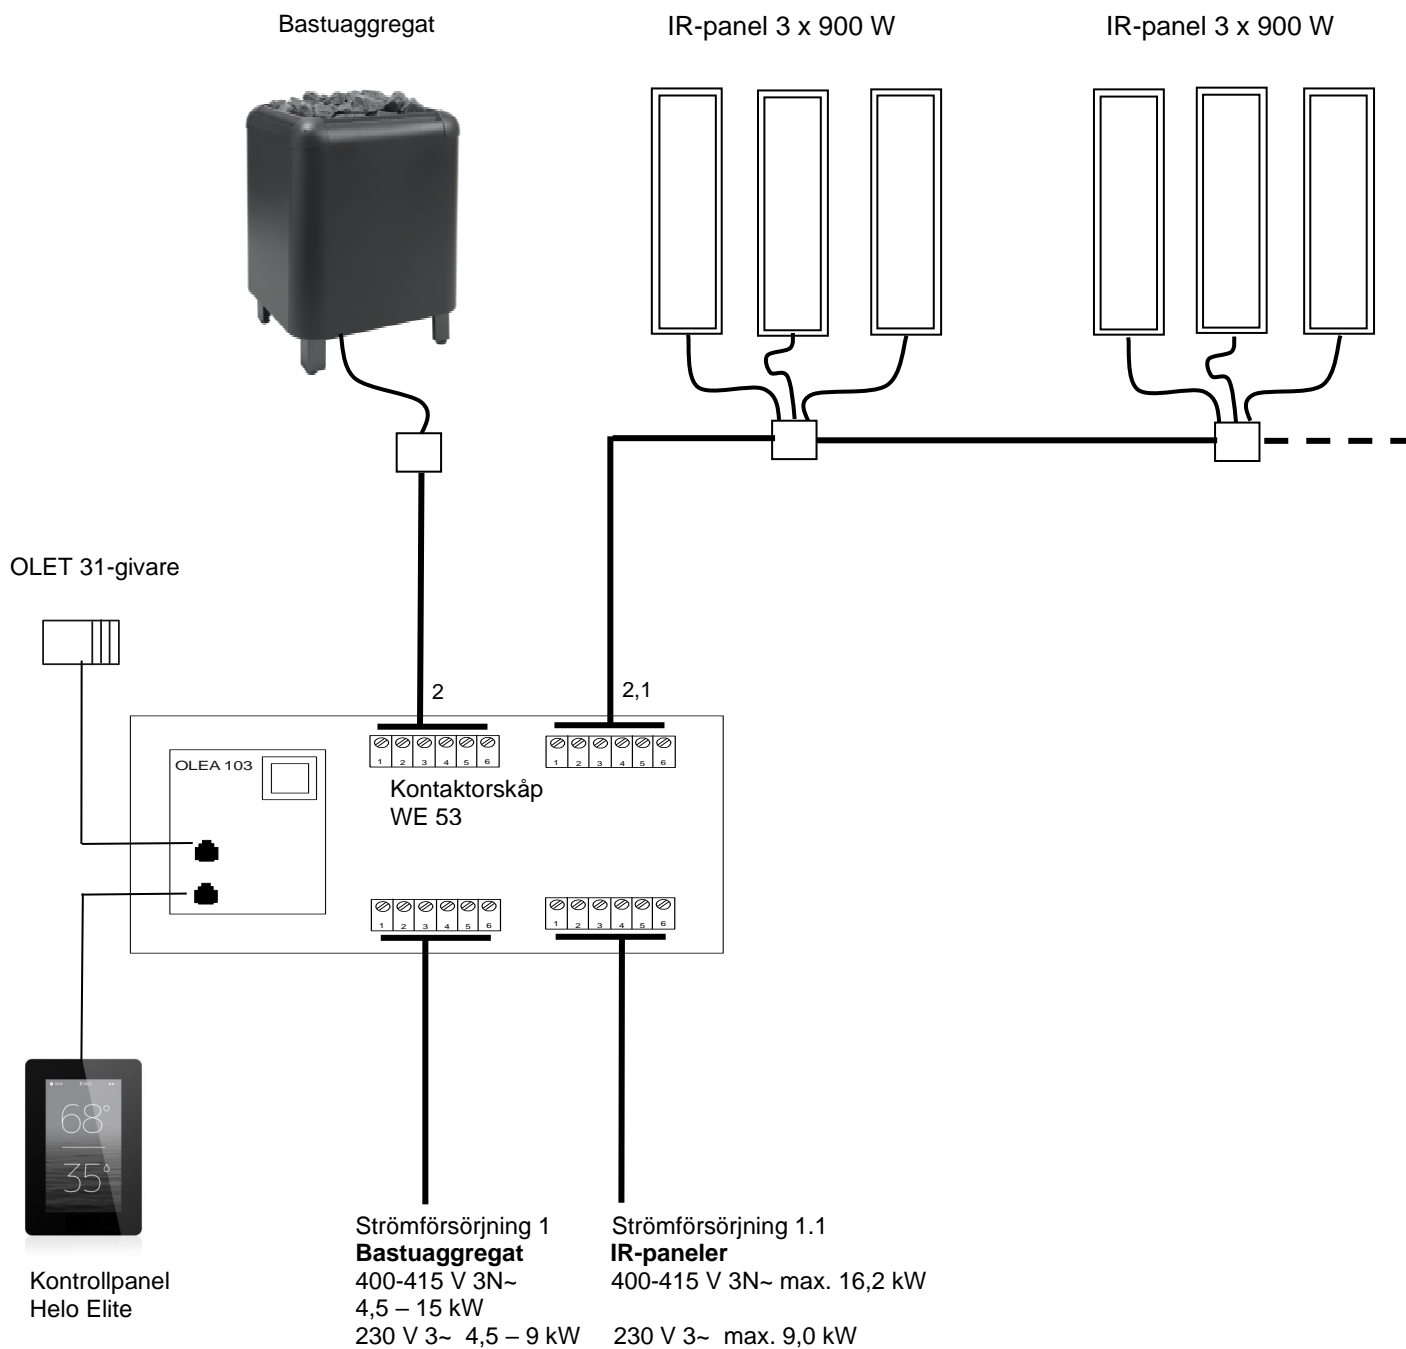 Bastuaggregat
IR-panel 3 x 900 W
IR-panel 3 x 900 W
OLET 31-givare
2
2,1
OLEA 103
1 2 3 4 5 6
1 2 3 4 5 6
Kontaktorskåp
WE 53
1 2 3 4 5 6
1 2 3 4 5 6
68°
35°
Kontrollpanel
Helo Elite
Strömförsörjning 1
Bastuaggregat
400-415 V 3N~
4,5 – 15 kW
230 V 3~ 4,5 – 9 kW
Strömförsörjning 1.1
IR-paneler
400-415 V 3N~ max. 16,2 kW
230 V 3~ max. 9,0 kW